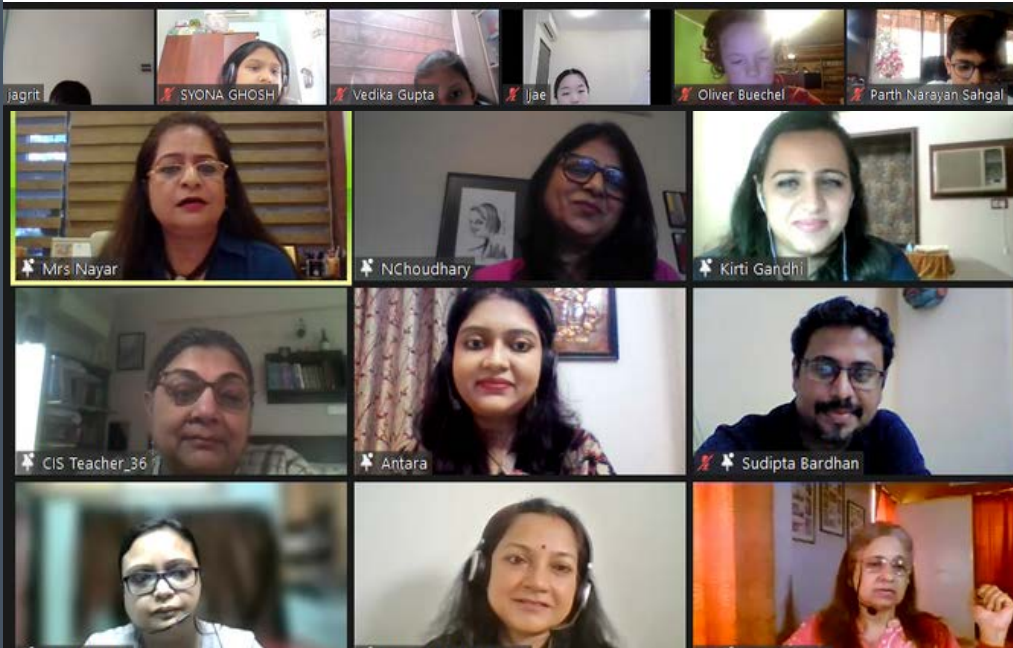 jagrit
SYONA GHOSH
Vedika Gupta
Ijae
Oliver Buechel
Parth Narayan Sahgal
Mrs Nayar
NChoudhary
Kirti Gandhi
CIS Teacher_36
Antara
Sudipta Bardhan